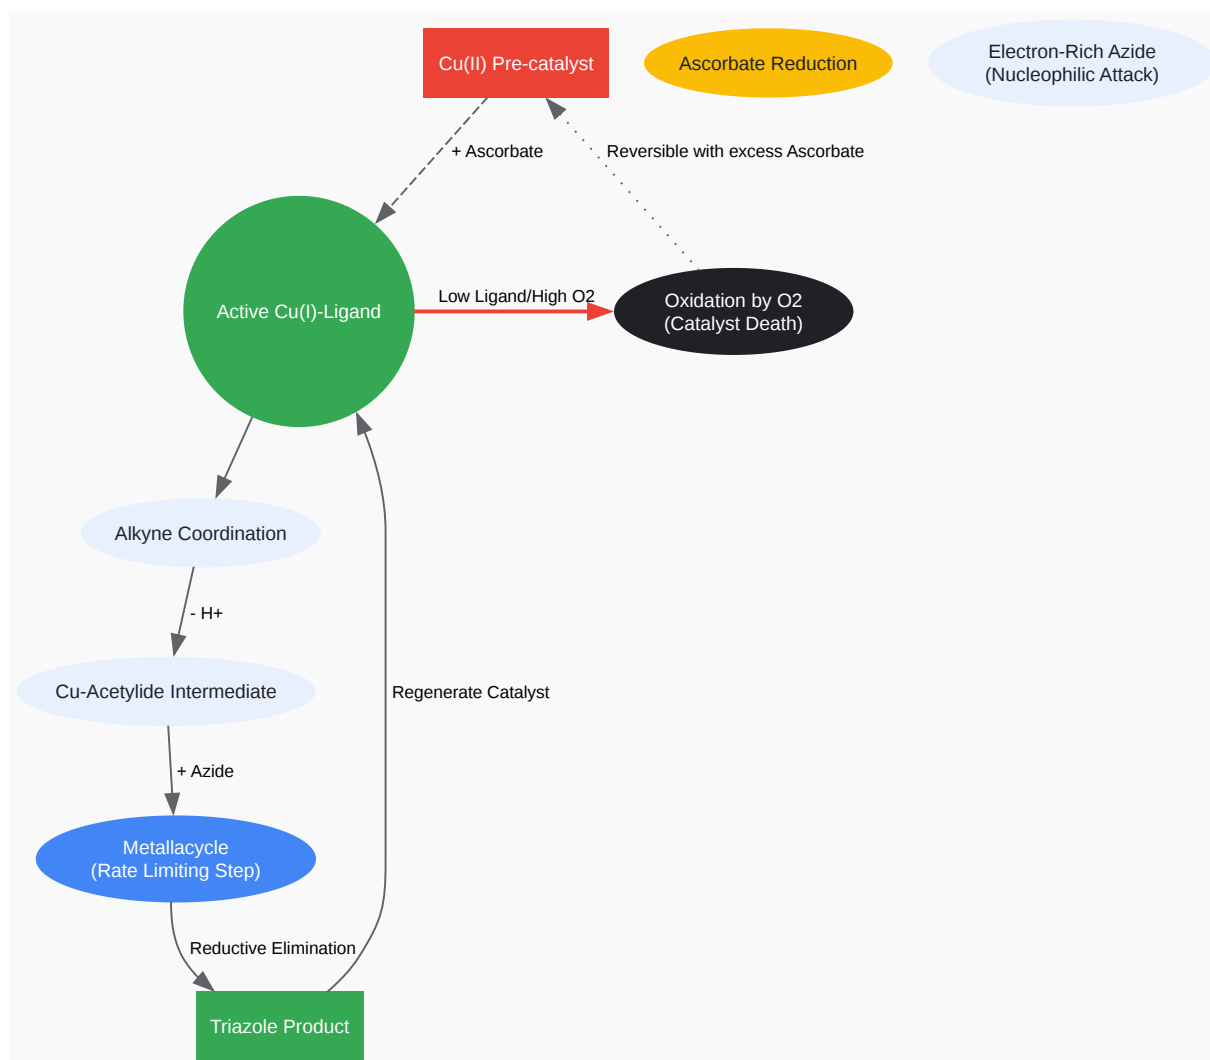 Cu(II) Pre-catalyst
Ascorbate Reduction
Electron-Rich Azide
(Nucleophilic Attack)
+ Ascorbate
Reversible with excess Ascorbate
Active Cu(I)-Ligand
Low Ligand/High O2
Oxidation by O2
(Catalyst Death)
Alkyne Coordination
- H+
Cu-Acetylide Intermediate
Regenerate Catalyst
+ Azide
Metallacycle
(Rate Limiting Step)
Reductive Elimination
Triazole Product